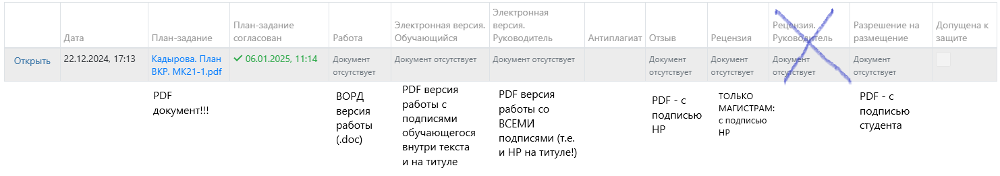 Дата
План-задание
План-задание
согласован
Работа
Электронная версия.
Обучающийся
Электронная
версия.
Руководитель
Антиплагиат
Отзыв
Рецензия
Рецензия.
Руководитель
Разрешение на
размещение
Допущена к
защите
Открыть
22.12.2024, 17:13
Кадырова. План
ВКР. МК21-1.pdf
06.01.2025, 11:14
Документ
отсутствует
Документ отсутствует
Документ отсутствует
Документ
отсутствует
Документ
отсутствует
Документ
отсутствует
Документ
отсутствует
PDF
документ!!!
ВОРД
версия
работы
(.doc)
PDF версия
работы с
подписями
обучающегося
внутри текста
и на титуле
PDF версия
работы со
ВСЕМИ
подписями (т.е.
и НР на титуле!)
PDF - с
подписью
НР
ТОЛЬКО
МАГИСТРАМ:
с подписью
НР
PDF - с
подписью
студента